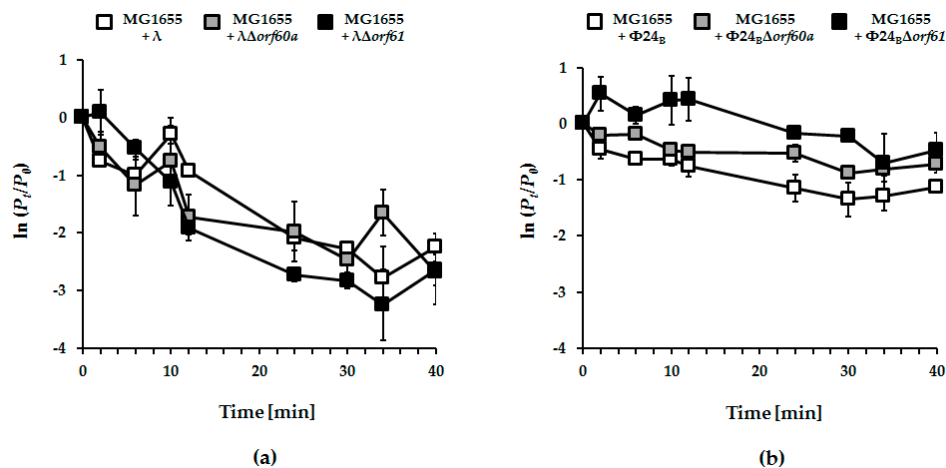 MG1655 MG1655 MG1655
+ λ + λΔorf60a + λΔorf61
1
0
-1
-2
-3
-4
ln (Pt/P0)
0 10 20 30 40
Time [min]
(a)
MG1655 MG1655 MG1655
+ Φ24B + Φ24BΔorf60a + Φ24BΔorf61
1
0
-1
-2
-3
-4
ln (Pt/P0)
0 10 20 30 40
Time [min]
(b)